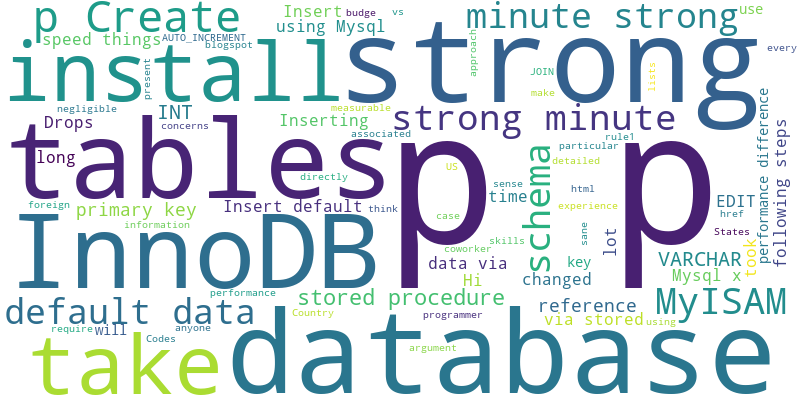 p Create
Insert
budge
vs
minute strong
use
speed things
AUTO_INCREMENT
using Mysql
blogspot
install
strong
present
approach
every
JOIN
make
lists
negligible
INT
measurable
Drops
concerns
Inserting
strong minute
rule1
associated
particular
long
tables
p p
detailed
schema
performance difference
following steps
directly
US
sense
time
html
EDIT
foreign
primary key
Insert default
think
experience
href
information
case
skills
sane
States
InnoDB
coworker
lot
data via
key
VARCHAR
took
Hi
changed
Mysql x
performance
stored procedure
reference
MyISAM
default data
Country
programmer
via stored
using
require
will
Codes
anyone
take
database
argument